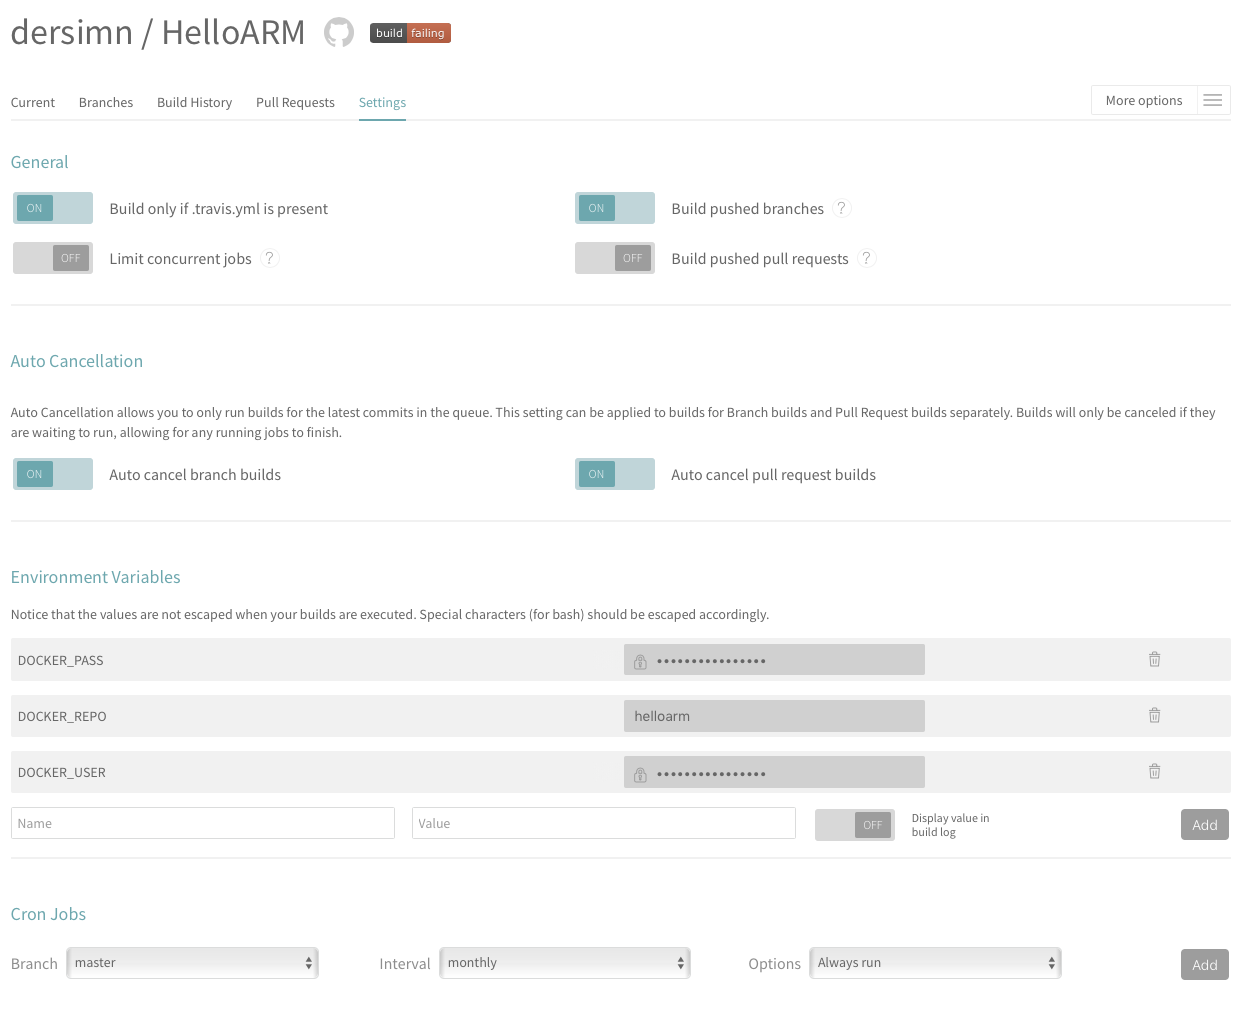 dersimn / HelloARM
build failing
Current Branches Build History Pull Requests Settings
More options
General
ON Build only if .travis.yml is present
ON Build pushed branches ?
OFF Limit concurrent jobs ?
OFF Build pushed pull requests ?
Auto Cancellation
Auto Cancellation allows you to only run builds for the latest commits in the queue. This setting can be applied to builds for Branch builds and Pull Request builds separately. Builds will only be canceled if they
are waiting to run, allowing for any running jobs to finish.
ON Auto cancel branch builds
ON Auto cancel pull request builds
Environment Variables
Notice that the values are not escaped when your builds are executed. Special characters (for bash) should be escaped accordingly.
DOCKER_PASS ••••••••••••••••
DOCKER_REPO helloarm
DOCKER_USER ••••••••••••••••
Name Value OFF
Display value in
build log
Add
Cron Jobs
Branch master Interval monthly Options Always run Add